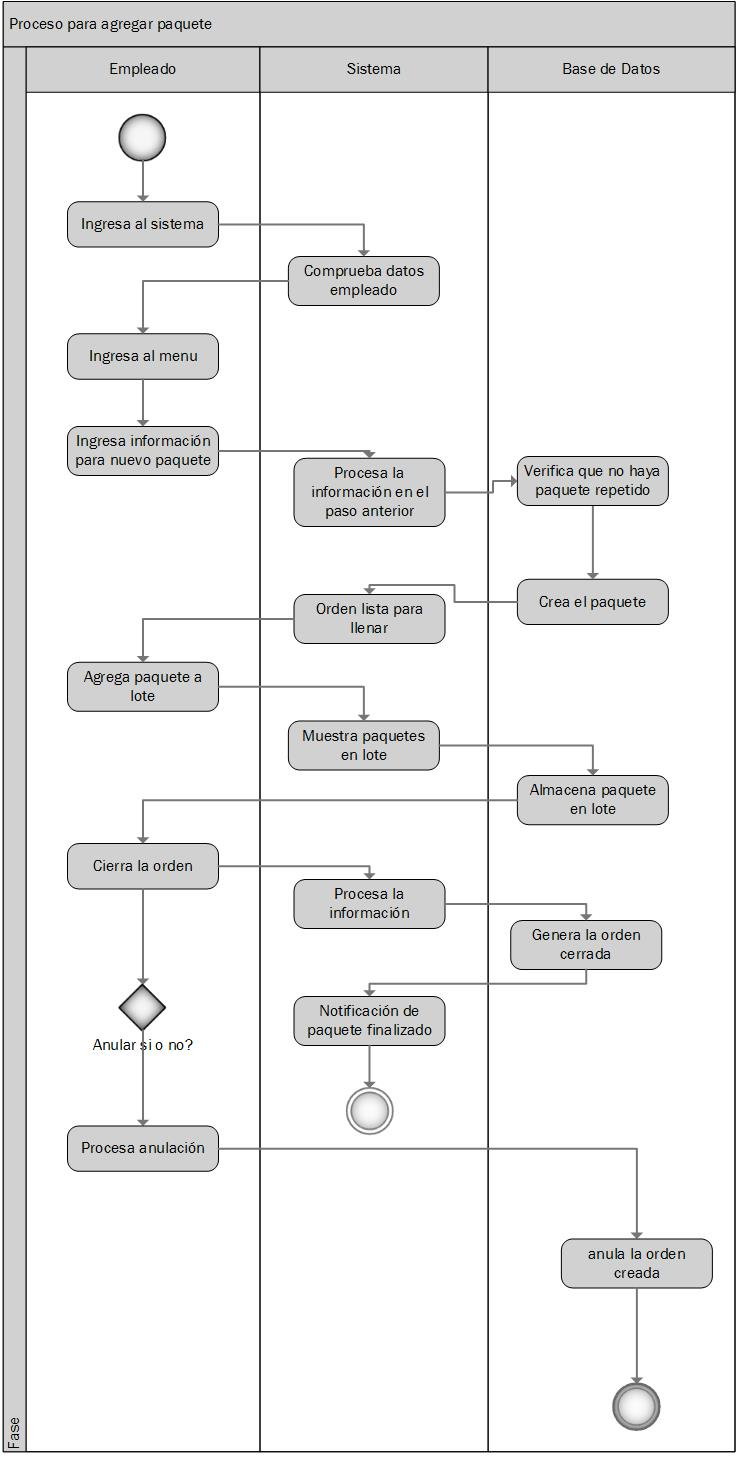 Proceso para agregar paquete
Empleado
Sistema
Base de Datos
Ingresa al sistema
Comprueba datos
empleado
Ingresa al menu
Ingresa información
para nuevo paquete
Procesa la
información en el
paso anterior
Verifica que no haya
paquete repetido
Crea el paquete
Orden lista para
llenar
Agrega paquete a
lote
Muestra paquetes
en lote
Almacena paquete
en lote
Cierra la orden
Procesa la
información
Genera la orden
cerrada
Notificación de
paquete finalizado
Anular si o no?
Procesa anulación
anula la orden
creada
Fase